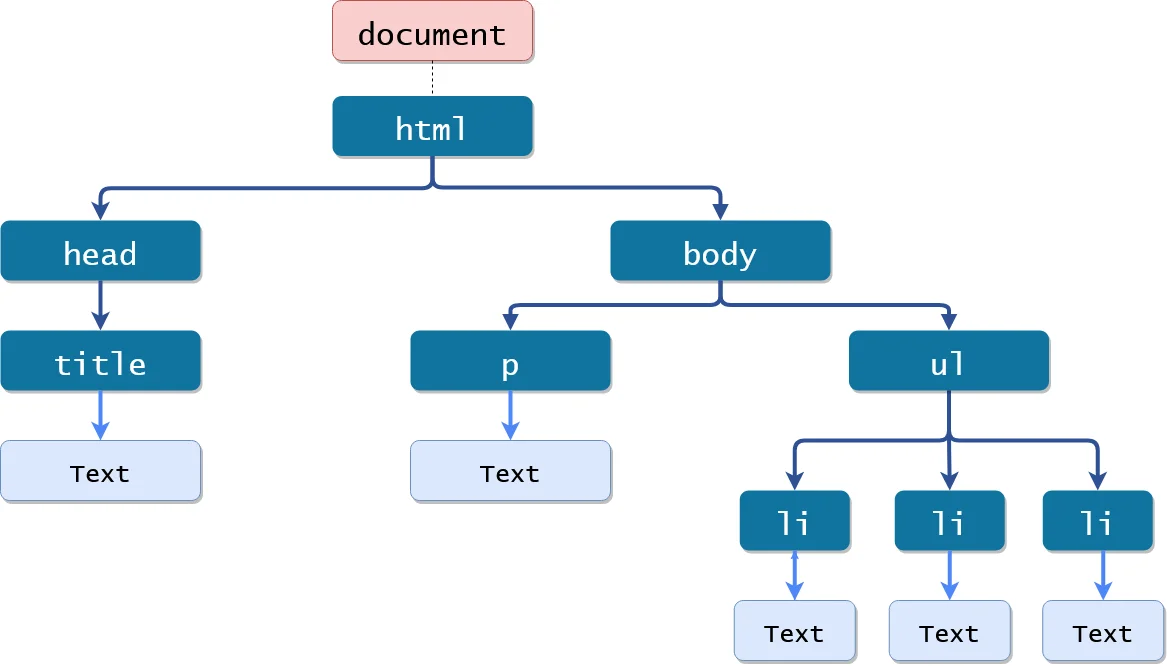 document
html
head
body
title
p
ul
Text
Text
li
li
li
Text
Text
Text